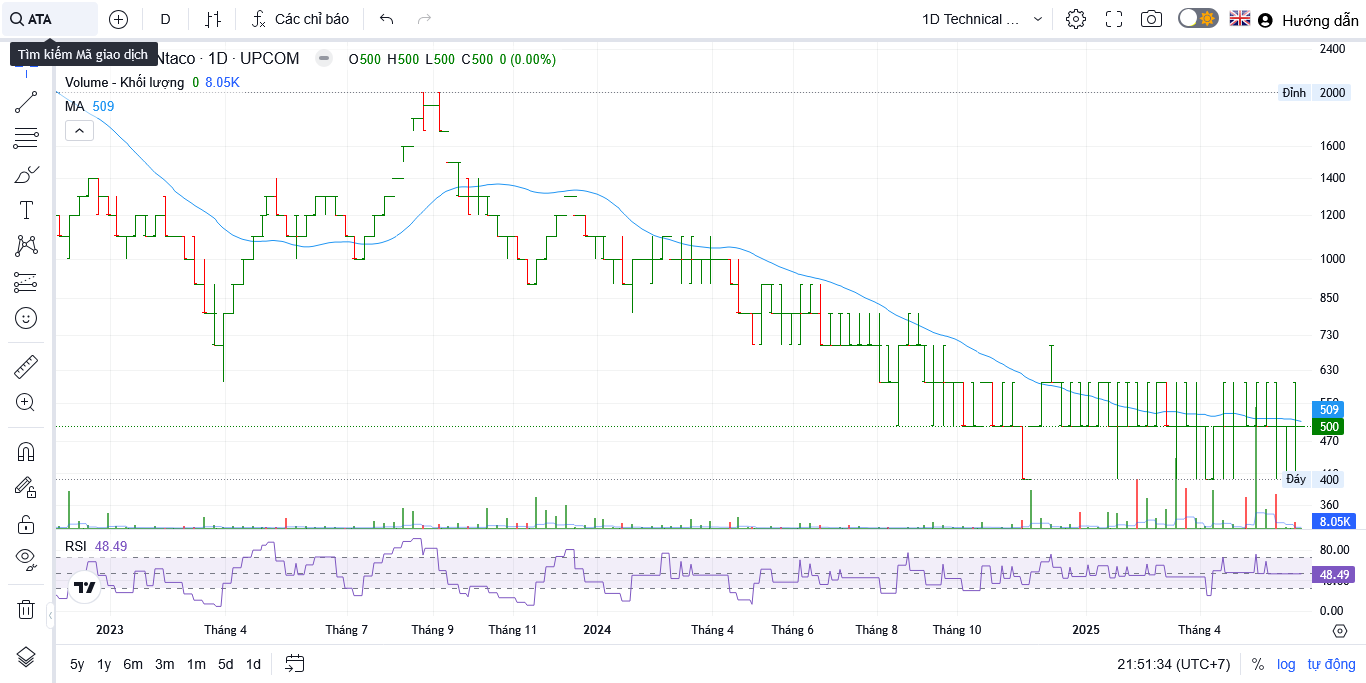 ATA
D
Các chỉ báo
1D Technical ...
Hướng dẫn
Tìm kiếm Mã giao dịch
Ntaco · 1D · UPCOM
O500 H500 L500 C500 0 (0.00%)
Volume - Khối lượng 0 8.05K
MA 509
2400
Đỉnh 2000
1600
1400
1200
1000
850
730
630
509
500
470
Đáy 400
360
8.05K
RSI 48.49
80.00
48.49
0.00
2023 Tháng 4 Tháng 7 Tháng 9 Tháng 11 2024 Tháng 4 Tháng 6 Tháng 8 Tháng 10 2025 Tháng 4
5y 1y 6m 3m 1m 5d 1d
21:51:34 (UTC+7) % log tự động